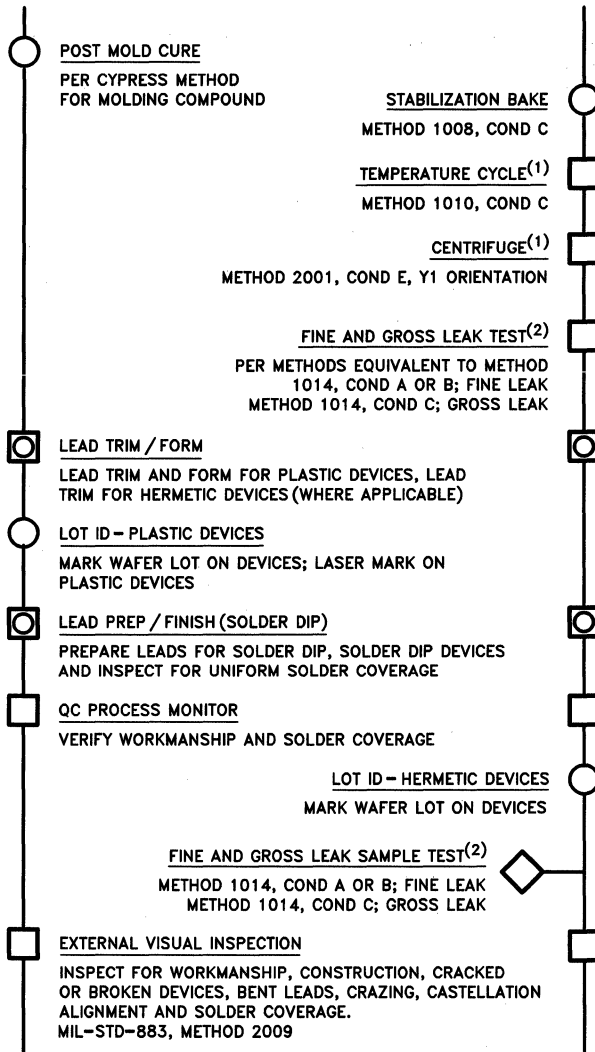 POST MOLD CURE
PER CYPRESS METHOD
FOR MOLDING COMPOUND
STABILIZATION BAKE
METHOD 1008, COND C
TEMPERATURE CYCLE(1)
METHOD 1010, COND C
CENTRIFUGE(1)
METHOD 2001, COND E, Y1 ORIENTATION
FINE AND GROSS LEAK TEST(2)
PER METHODS EQUIVALENT TO METHOD
1014, COND A OR B; FINE LEAK
METHOD 1014, COND C; GROSS LEAK
LEAD TRIM/FORM
LEAD TRIM AND FORM FOR PLASTIC DEVICES, LEAD
TRIM FOR HERMETIC DEVICES (WHERE APPLICABLE)
LOT ID–PLASTIC DEVICES
MARK WAFER LOT ON DEVICES; LASER MARK ON
PLASTIC DEVICES
LEAD PREP/FINISH (SOLDER DIP)
PREPARE LEADS FOR SOLDER DIP, SOLDER DIP DEVICES
AND INSPECT FOR UNIFORM SOLDER COVERAGE
QC PROCESS MONITOR
VERIFY WORKMANSHIP AND SOLDER COVERAGE
LOT ID–HERMETIC DEVICES
MARK WAFER LOT ON DEVICES
FINE AND GROSS LEAK SAMPLE TEST(2)
METHOD 1014, COND A OR B; FINE LEAK
METHOD 1014, COND C; GROSS LEAK
EXTERNAL VISUAL INSPECTION
INSPECT FOR WORKMANSHIP, CONSTRUCTION, CRACKED
OR BROKEN DEVICES, BENT LEADS, CRAZING, CASTELLATION
ALIGNMENT AND SOLDER COVERAGE.
MIL–STD–883, METHOD 2009